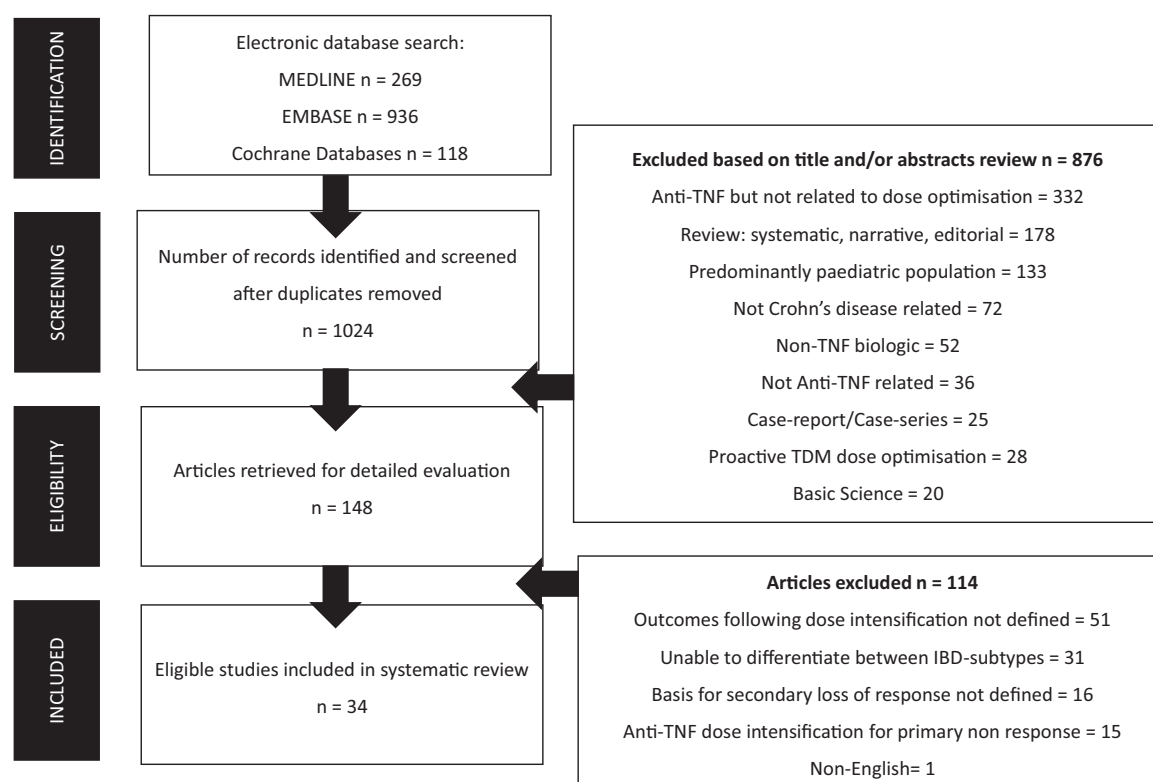 IDENTIFICATION
Electronic database search:
MEDLINE n = 269
EMBASE n = 936
Cochrane Databases n = 118
SCREENING
Number of records identified and screened
after duplicates removed
n = 1024
Excluded based on title and/or abstracts review n = 876
Anti-TNF but not related to dose optimisation = 332
Review: systematic, narrative, editorial = 178
Predominantly paediatric population = 133
Not Crohn's disease related = 72
Non-TNF biologic = 52
Not Anti-TNF related = 36
Case-report/Case-series = 25
Proactive TDM dose optimisation = 28
Basic Science = 20
ELIGIBILITY
Articles retrieved for detailed evaluation
n = 148
Articles excluded n = 114
Outcomes following dose intensification not defined = 51
Unable to differentiate between IBD-subtypes = 31
Basis for secondary loss of response not defined = 16
Anti-TNF dose intensification for primary non response = 15
Non-English= 1
INCLUDED
Eligible studies included in systematic review
n = 34